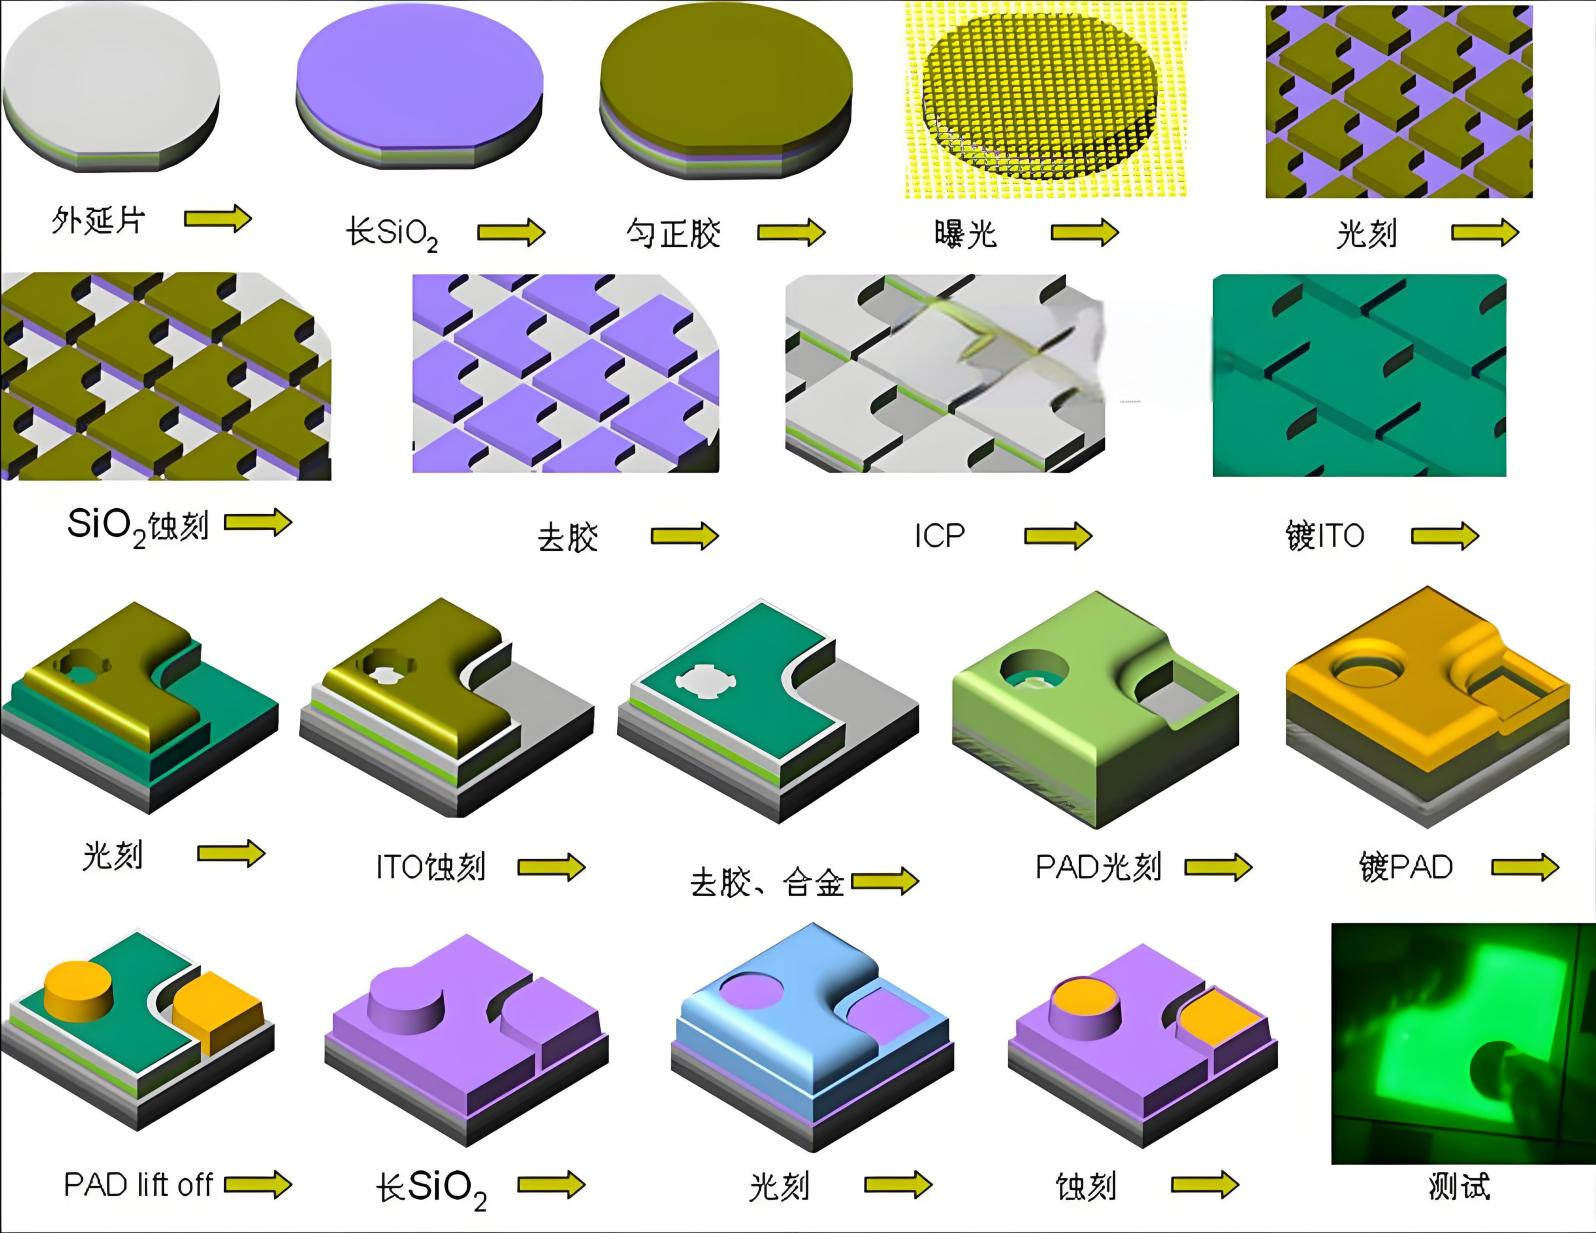 外延片
长SiO₂
匀正胶
曝光
光刻
SiO₂蚀刻
去胶
ICP
镀ITO
光刻
ITO蚀刻
去胶、合金
PAD光刻
镀PAD
PAD lift off
长SiO₂
光刻
蚀刻
测试